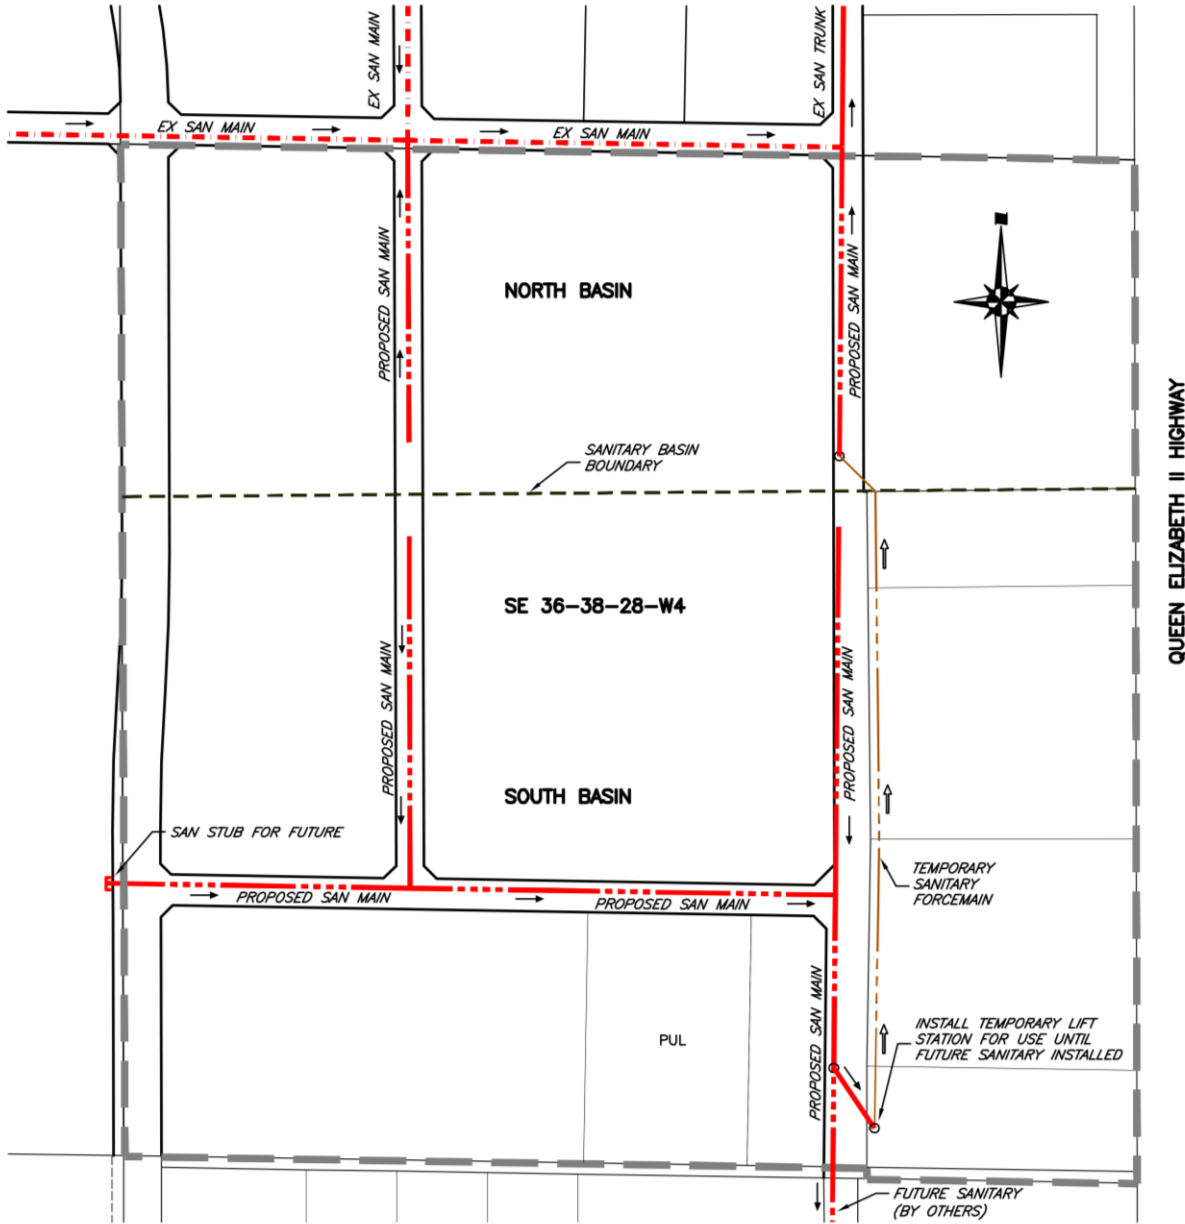 EX SAN MAIN
EX SAN TRUNK
EX SAN MAIN
EX SAN MAIN
PROPOSED SAN MAIN
NORTH BASIN
PROPOSED SAN MAIN
QUEEN ELIZABETH II HIGHWAY
SANITARY BASIN
BOUNDARY
SE 36-38-28-W4
PROPOSED SAN MAIN
PROPOSED SAN MAIN
SOUTH BASIN
SAN STUB FOR FUTURE
TEMPORARY
SANITARY
FORCEMAIN
PROPOSED SAN MAIN
PROPOSED SAN MAIN
PROPOSED SAN MAIN
PUL
INSTALL TEMPORARY LIFT
STATION FOR USE UNTIL
FUTURE SANITARY INSTALLED
FUTURE SANITARY
(BY OTHERS)